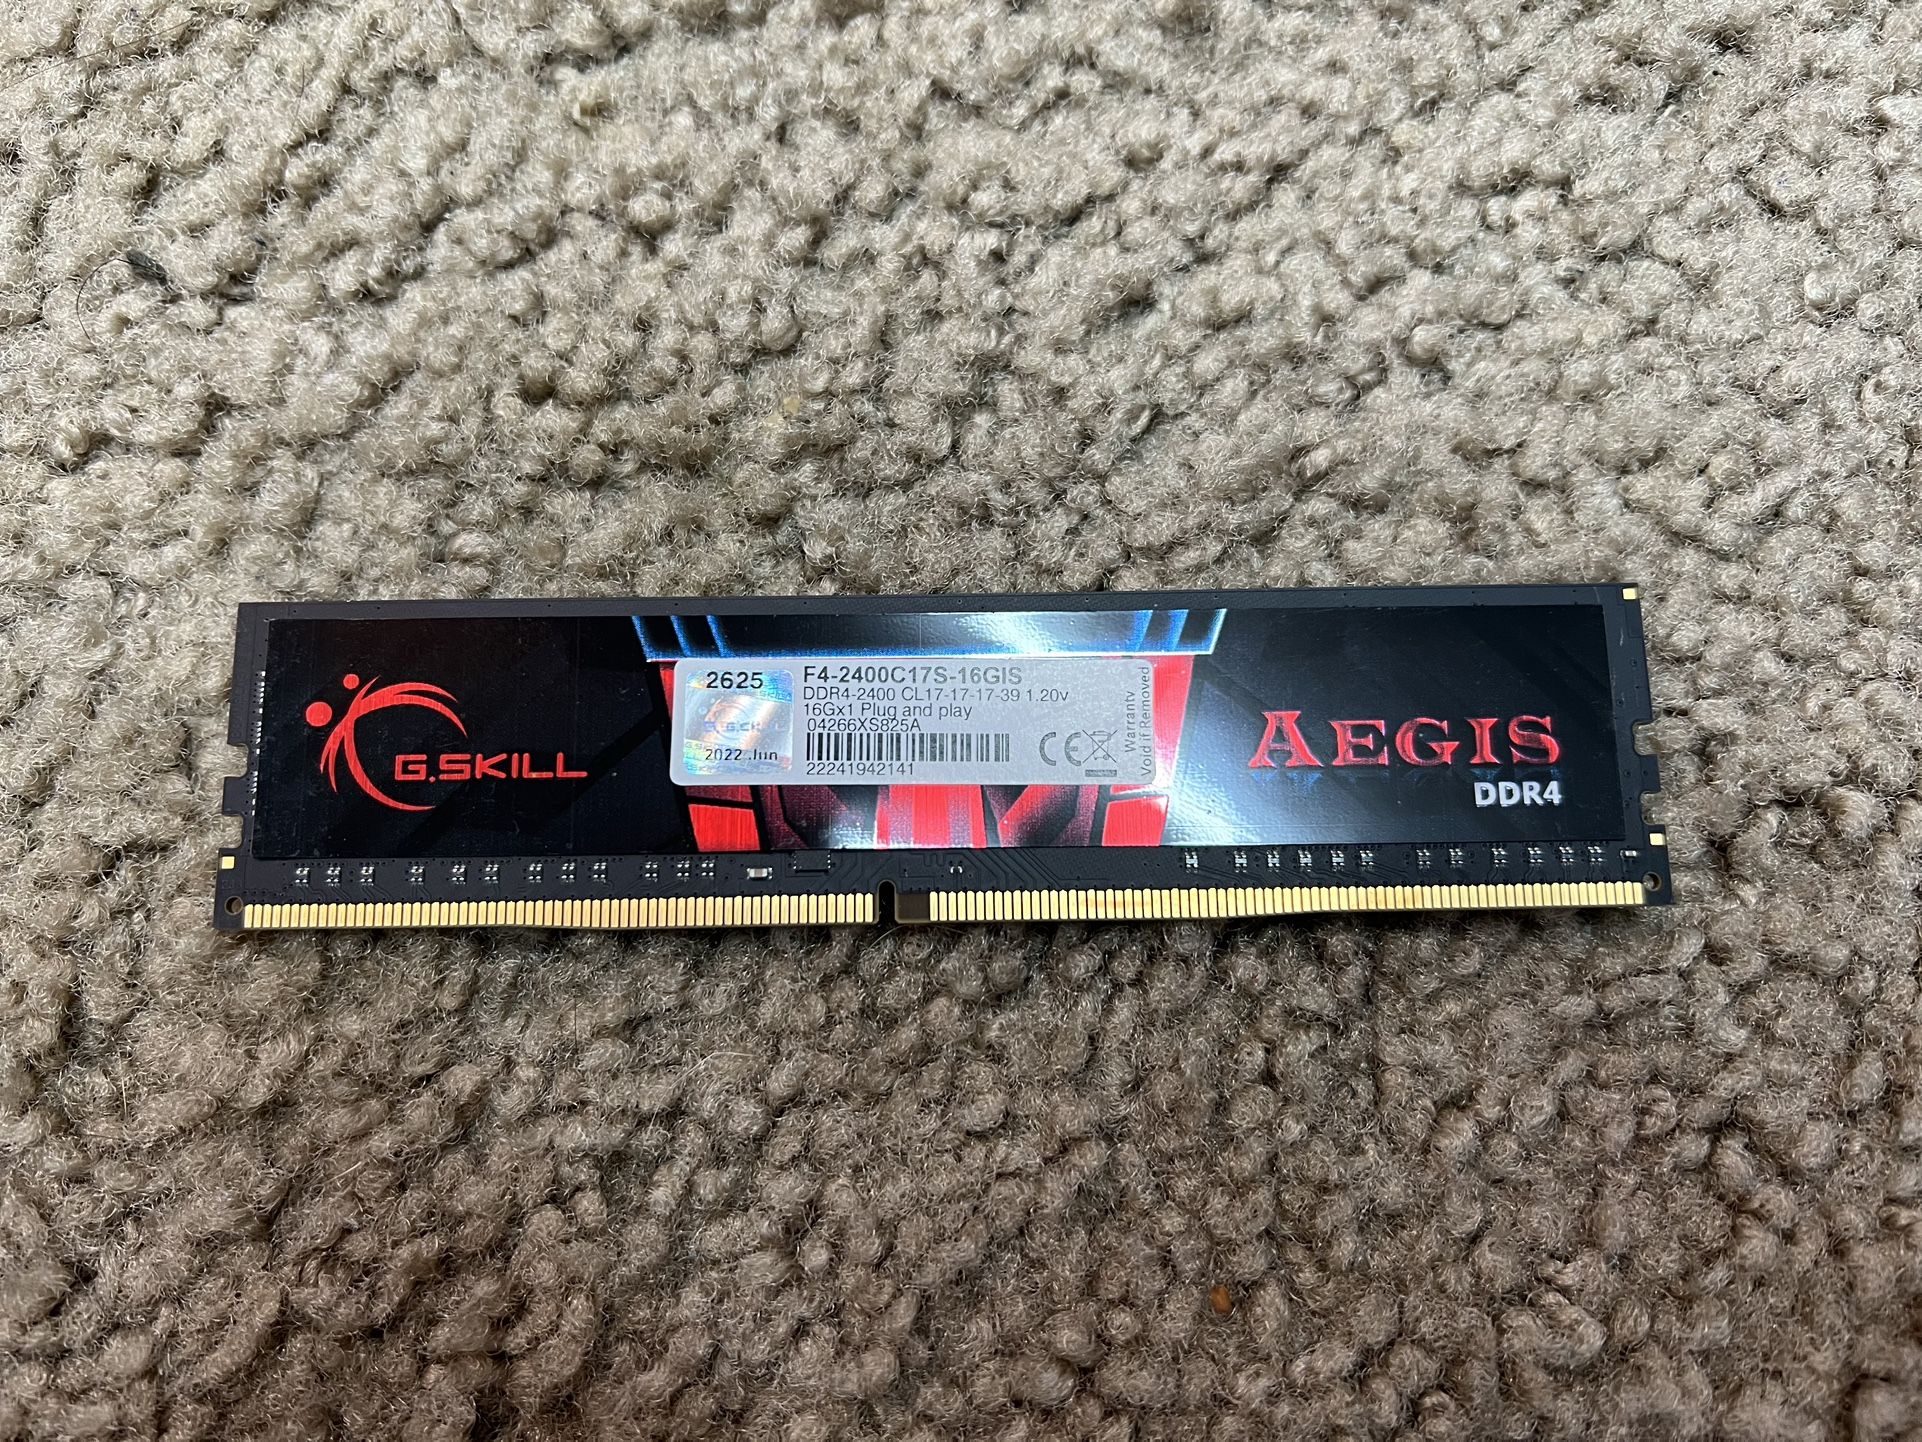 G.SKILL
2625
G.SKILL
2022 Jun
F4-2400C17S-16GIS
DDR4-2400 CL17-17-17-39 1.20v
16Gx1 Plug and play
04266XS825A
22241942141
CE
Warranty
Void if Removed
AEGIS
DDR4